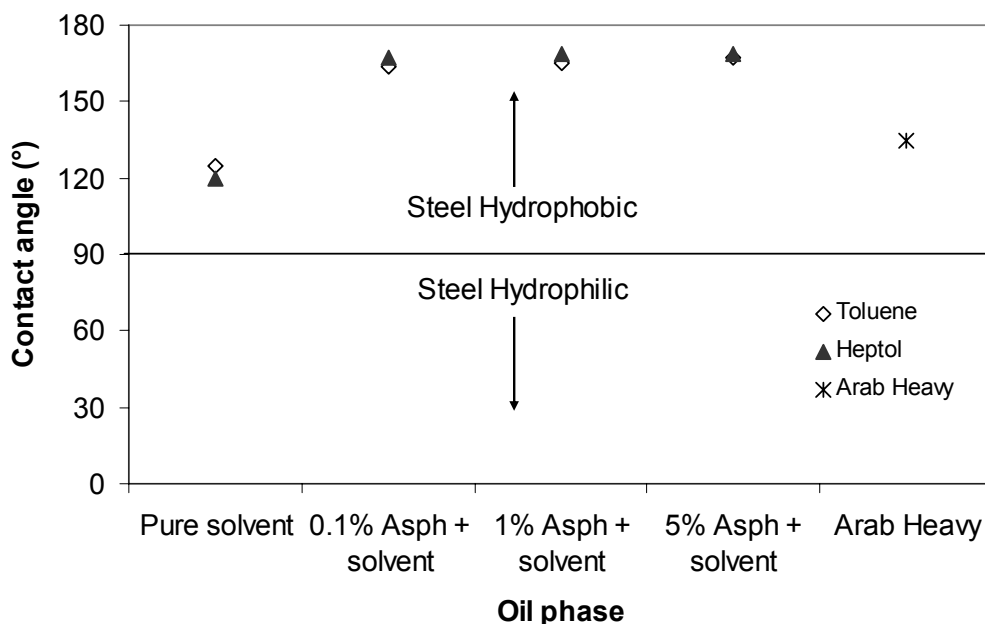 180
150
120
90
60
30
0
Contact angle (°)
Steel Hydrophobic
Steel Hydrophilic
Toluene
Heptol
Arab Heavy
Pure solvent
0.1% Asph +
solvent
1% Asph +
solvent
5% Asph +
solvent
Arab Heavy
Oil phase